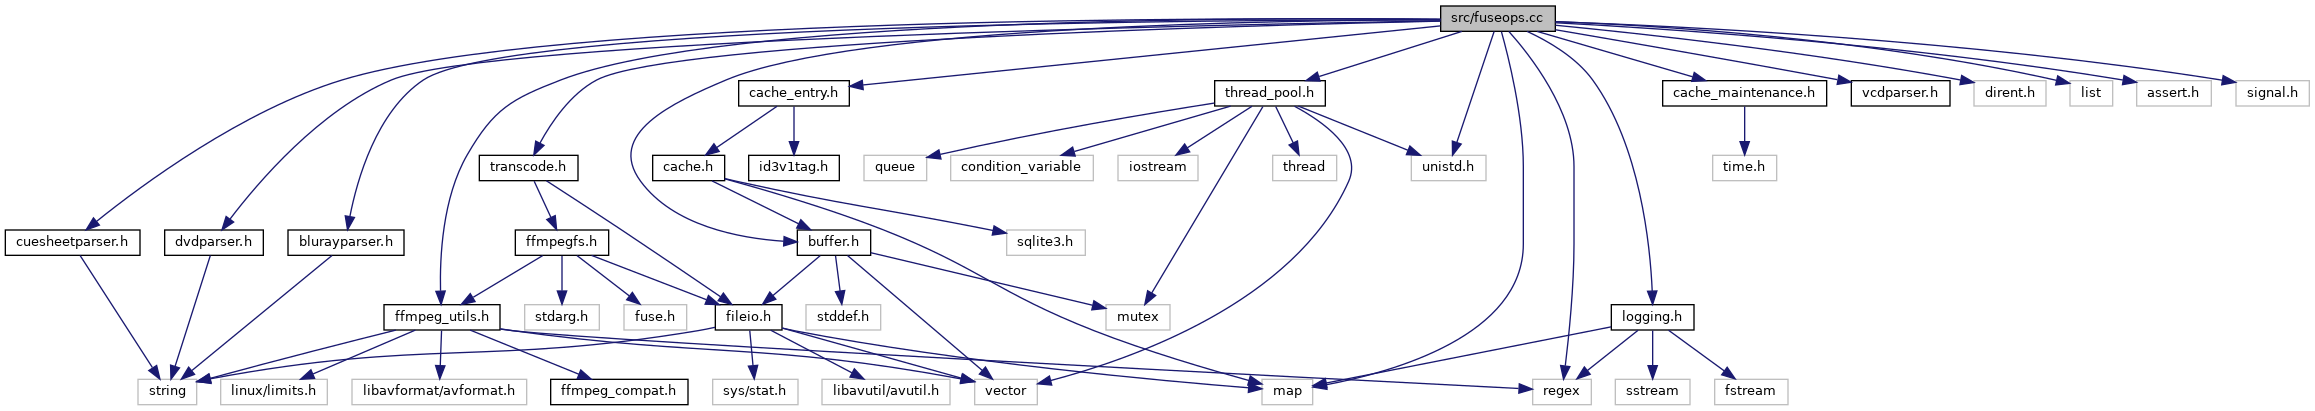 src/fuseops.cc
cache_entry.h
thread_pool.h
cache_maintenance.h
vcdparser.h
dirent.h
list
assert.h
signal.h
transcode.h
cache.h
id3v1tag.h
queue
condition_variable
iostream
thread
unistd.h
time.h
cuesheetparser.h
dvdparser.h
blurayparser.h
ffmpegfs.h
buffer.h
sqlite3.h
ffmpeg_utils.h
stdarg.h
fuse.h
fileio.h
stddef.h
mutex
logging.h
string
linux/limits.h
libavformat/avformat.h
ffmpeg_compat.h
sys/stat.h
libavutil/avutil.h
vector
map
regex
sstream
fstream